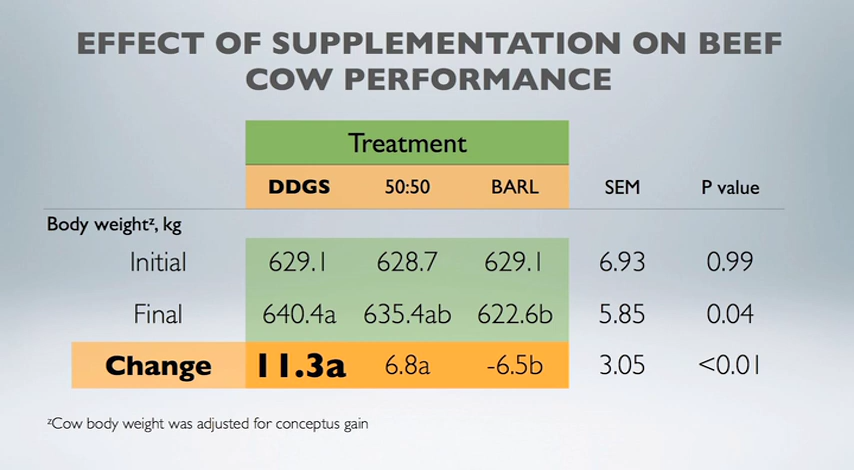 EFFECT OF SUPPLEMENTATION ON BEEF
COW PERFORMANCE
Treatment
DDGS 50:50 BARL SEM P value
Body weightᶻ, kg
Initial 629.1 628.7 629.1 6.93 0.99
Final 640.4a 635.4ab 622.6b 5.85 0.04
Change 11.3a 6.8a -6.5b 3.05 <0.01
ᶻCow body weight was adjusted for conceptus gain